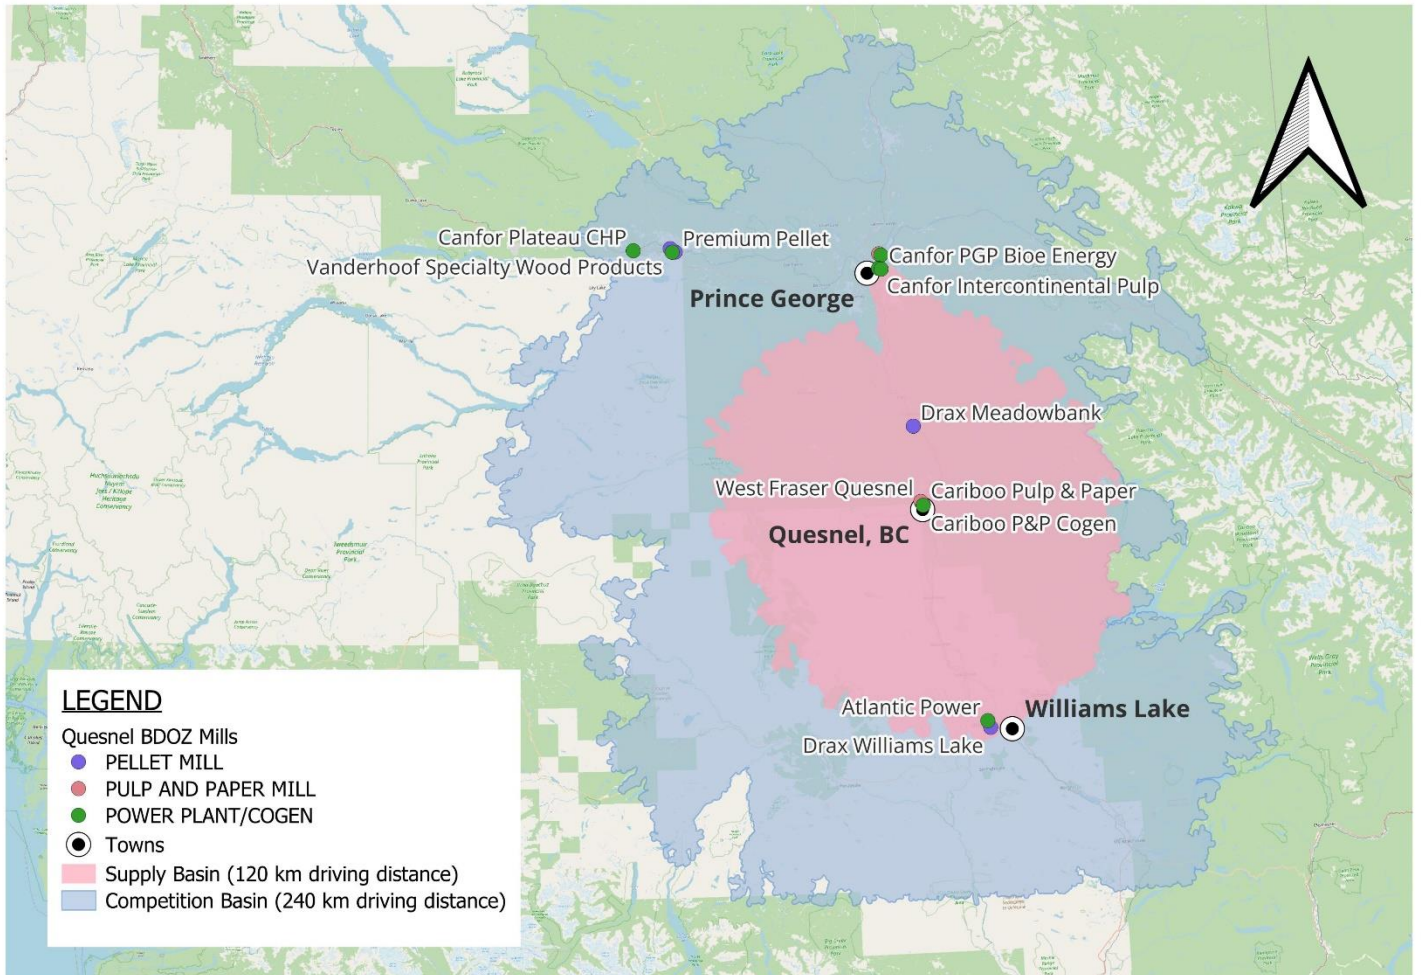 Canfor Plateau CHP
Premium Pellet
Vanderhoof Specialty Wood Products
Canfor PGP Bioe Energy
Canfor Intercontinental Pulp
Prince George
Drax Meadowbank
West Fraser Quesnel
Cariboo Pulp & Paper
Cariboo P&P Cogen
Quesnel, BC
Atlantic Power
Williams Lake
Drax Williams Lake
LEGEND
Quesnel BDOZ Mills
PELLET MILL
PULP AND PAPER MILL
POWER PLANT/COGEN
Towns
Supply Basin (120 km driving distance)
Competition Basin (240 km driving distance)